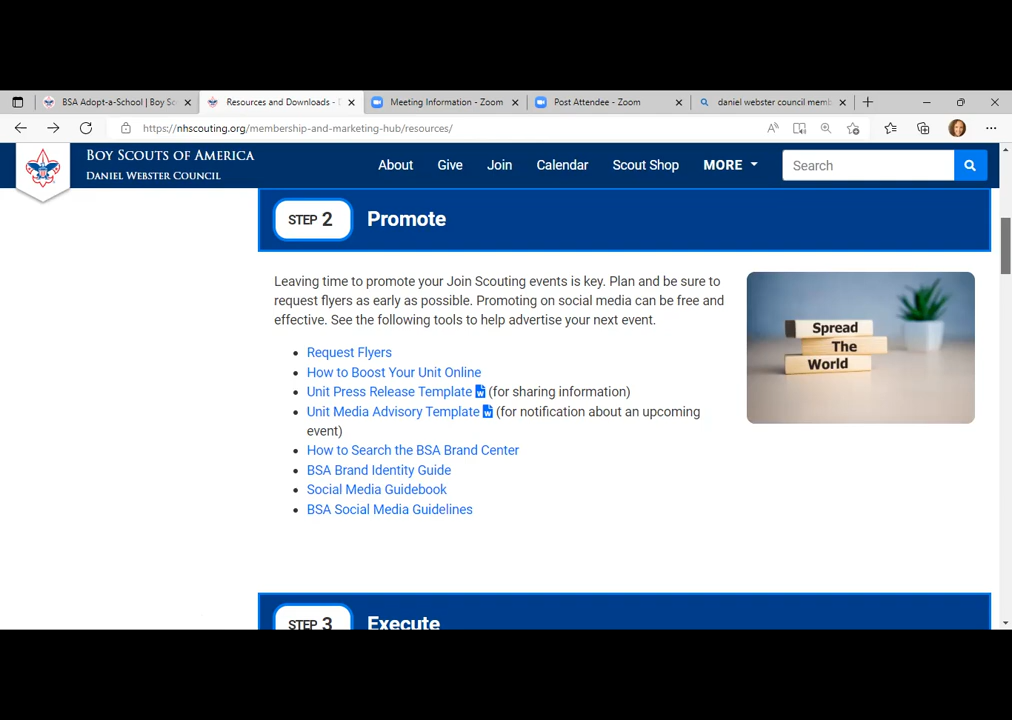 BSA Adopt-a-School | Boy Sc
Resources and Downloads -
Meeting Information - Zoom
Post Attendee - Zoom
daniel webster council memb
https://nhscouting.org/membership-and-marketing-hub/resources/
BOY SCOUTS OF AMERICA
DANIEL WEBSTER COUNCIL
About
Give
Join
Calendar
Scout Shop
MORE
Search
STEP 2
Promote
Leaving time to promote your Join Scouting events is key. Plan and be sure to
request flyers as early as possible. Promoting on social media can be free and
effective. See the following tools to help advertise your next event.
Spread
The
World
• Request Flyers
• How to Boost Your Unit Online
• Unit Press Release Template (for sharing information)
• Unit Media Advisory Template (for notification about an upcoming
event)
• How to Search the BSA Brand Center
• BSA Brand Identity Guide
• Social Media Guidebook
• BSA Social Media Guidelines
STEP 3
Execute